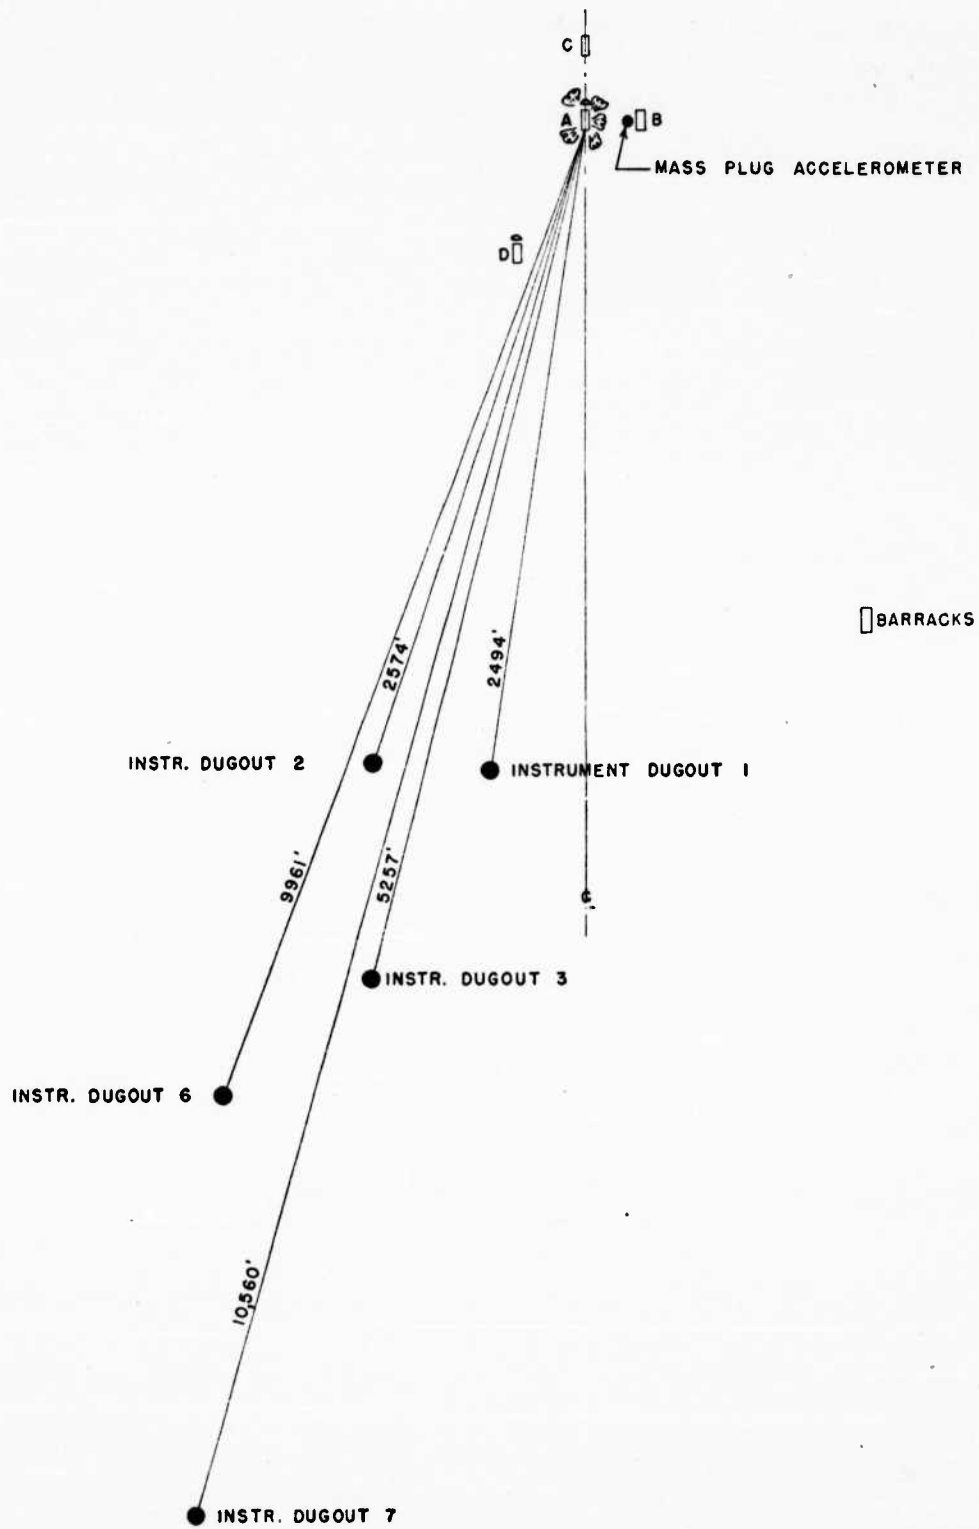 C
A
B
MASS PLUG ACCELEROMETER
D
BARRACKS
2574'
2494'
INSTR. DUGOUT 2
INSTRUMENT DUGOUT 1
9961'
5257'
INSTR. DUGOUT 3
INSTR. DUGOUT 6
10,560'
INSTR. DUGOUT 7